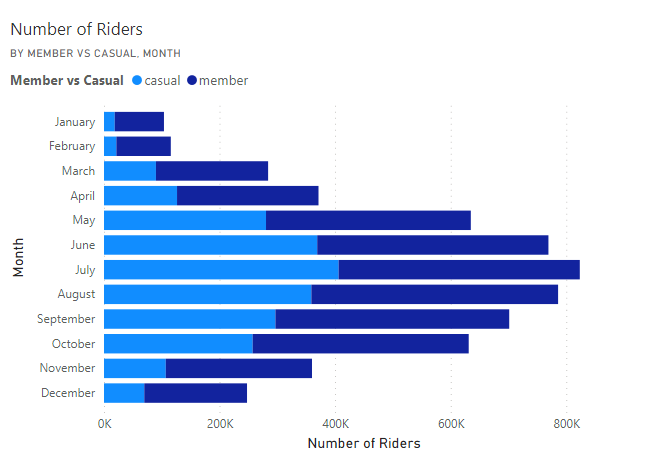 Number of Riders
BY MEMBER VS CASUAL, MONTH
Member vs Casual casual member
January
February
March
April
May
June
July
August
September
October
November
December
Month
0K 200K 400K 600K 800K
Number of Riders